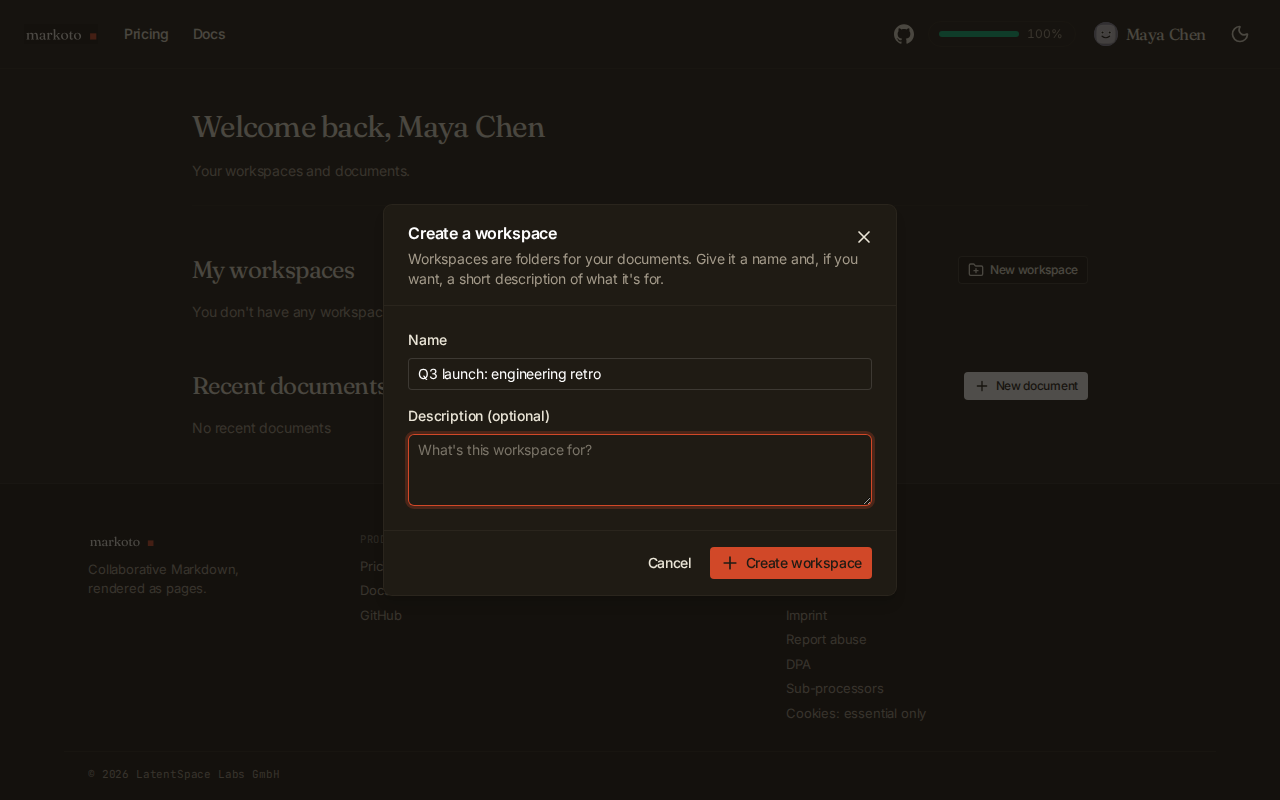 markoto
Pricing
Docs
100%
Maya Chen
Welcome back, Maya Chen
Your workspaces and documents.
My workspaces
New workspace
You don't have any workspac
Recent documents
New document
No recent documents
Create a workspace
Workspaces are folders for your documents. Give it a name and, if you
want, a short description of what it's for.
Name
Q3 launch: engineering retro
Description (optional)
What's this workspace for?
Cancel
Create workspace
markoto
Collaborative Markdown,
rendered as pages.
PROD
Pric
Docs
GitHub
Imprint
Report abuse
DPA
Sub-processors
Cookies: essential only
© 2026 LatentSpace Labs GmbH